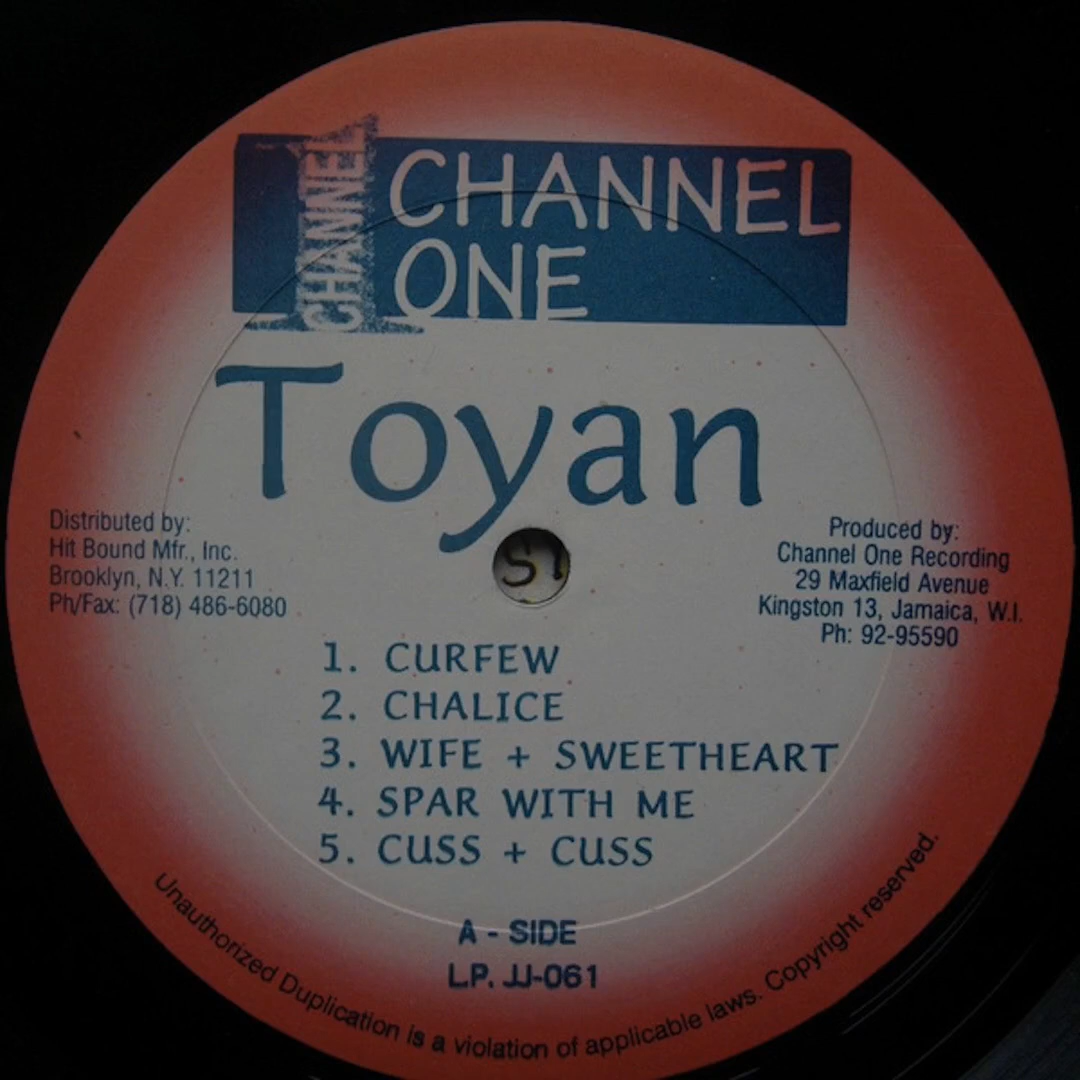 CHANNEL
CHANNEL
ONE
Toyan
Distributed by:
Hit Bound Mfr., Inc.
Brooklyn, N.Y. 11211
Ph/Fax: (718) 486-6080
Produced by:
Channel One Recording
29 Maxfield Avenue
Kingston 13, Jamaica, W.I.
Ph: 92-95590
1. CURFEW
2. CHALICE
3. WIFE + SWEETHEART
4. SPAR WITH ME
5. CUSS + CUSS
A - SIDE
LP. JJ-061
Unauthorized Duplication is a violation of applicable laws. Copyright reserved.